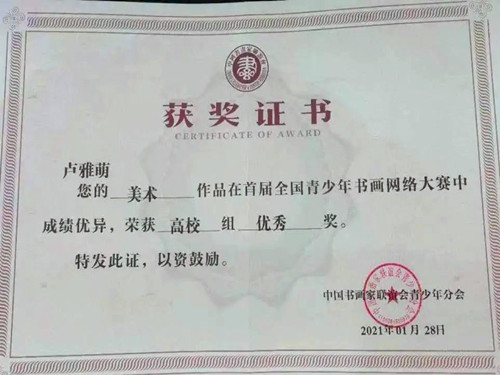 获奖证书
CERTIFICATE OF AWARD
卢雅萌
您的 美术 作品在首届全国青少年书画网络大赛中
成绩优异，荣获 高校 组 优秀 奖。
特发此证，以资鼓励。
中国书画家联谊会青少年分会
2021年01月28日